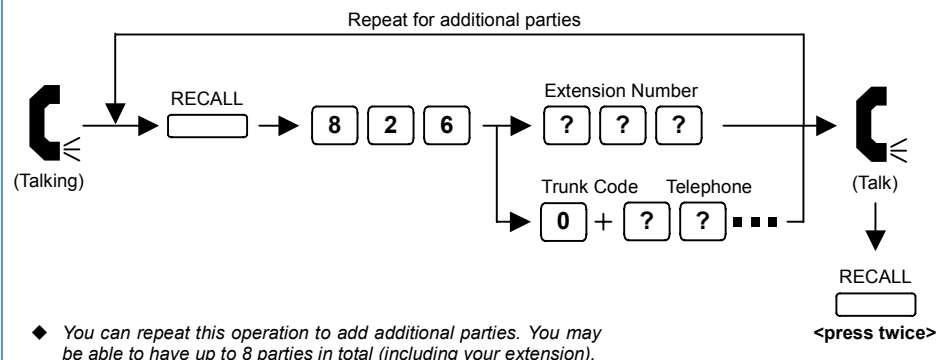 Repeat for additional parties
RECALL
Extension Number
8 2 6
? ? ?
(Talking)
(Talk)
Trunk Code Telephone
0 + ? ? ...
RECALL
<press twice>
◆ You can repeat this operation to add additional parties. You may
be able to have up to 8 parties in total (including your extension).